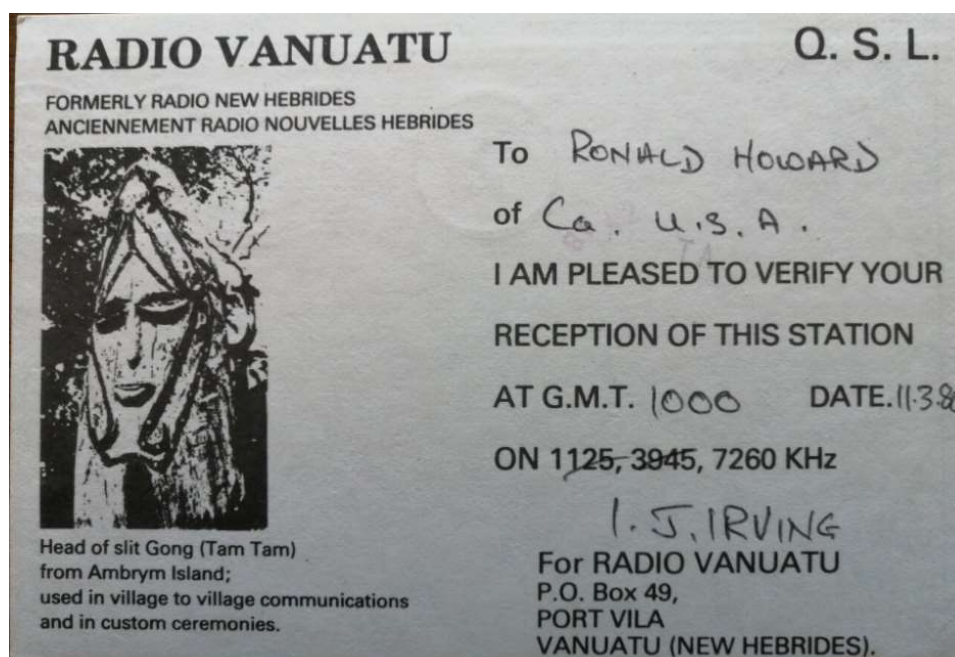 RADIO VANUATU
FORMERLY RADIO NEW HEBRIDES
ANCIENNEMENT RADIO NOUVELLES HEBRIDES
Head of slit Gong (Tam Tam)
from Ambrym Island;
used in village to village communications
and in custom ceremonies.
Q. S. L.
To RONALD HOWARD
of Ca. U.S.A.
I AM PLEASED TO VERIFY YOUR
RECEPTION OF THIS STATION
AT G.M.T. 1000 DATE.
ON 1125, 3945, 7260 KHz
I. J. IRVING
For RADIO VANUATU
P.O. Box 49,
PORT VILA
VANUATU (NEW HEBRIDES).